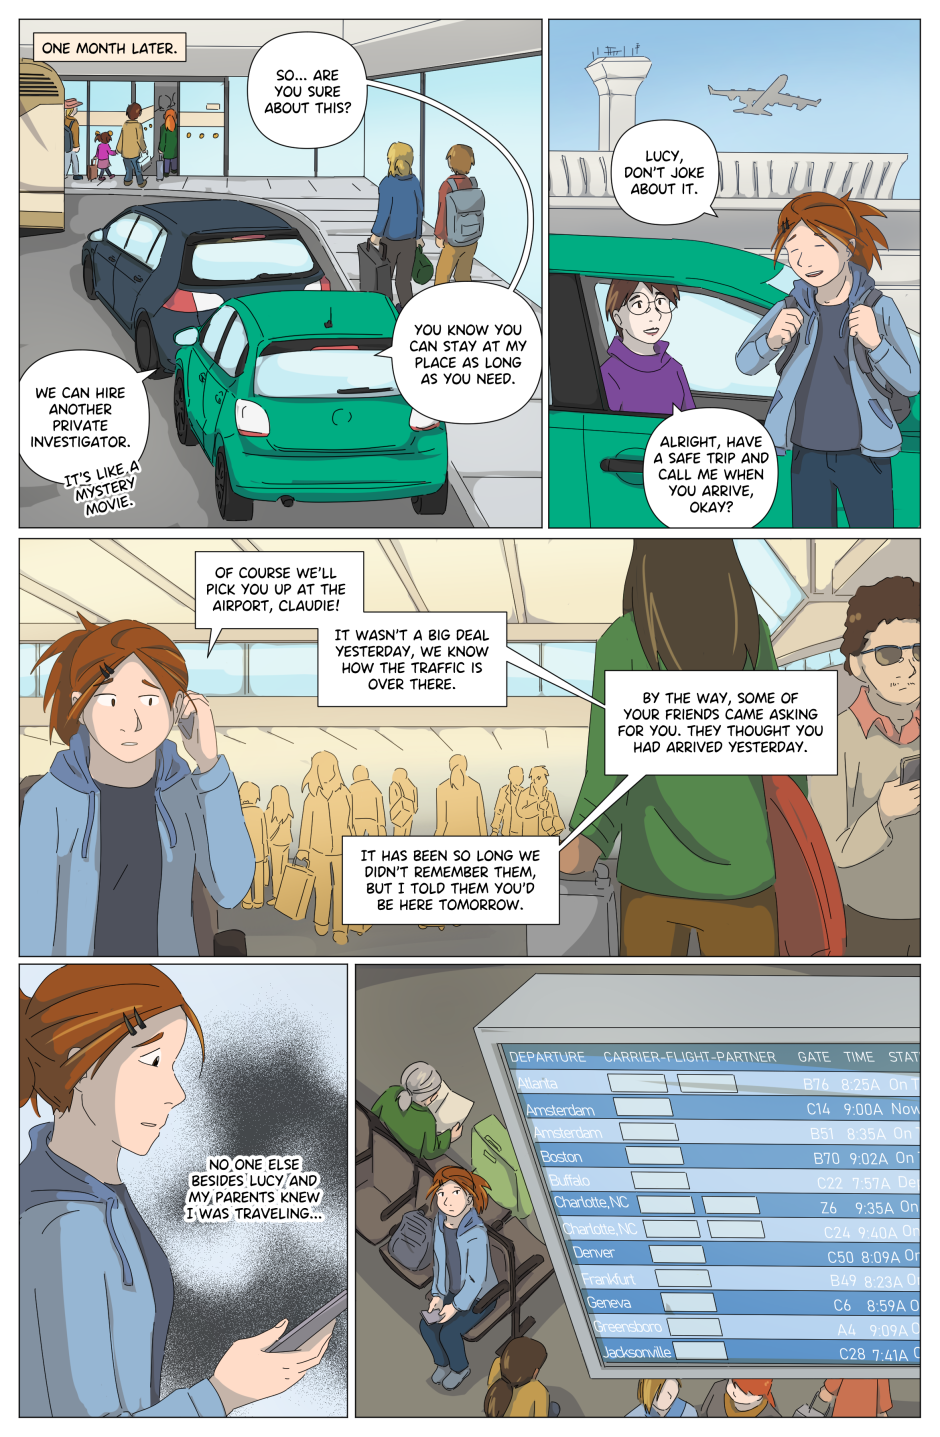 ONE MONTH LATER.
SO... ARE
YOU SURE
ABOUT THIS?
YOU KNOW YOU
CAN STAY AT MY
PLACE AS LONG
AS YOU NEED.
WE CAN HIRE
ANOTHER
PRIVATE
INVESTIGATOR.
IT'S LIKE A
MYSTERY
MOVIE.
LUCY,
DON'T JOKE
ABOUT IT.
ALRIGHT, HAVE
A SAFE TRIP AND
CALL ME WHEN
YOU ARRIVE,
OKAY?
OF COURSE WE'LL
PICK YOU UP AT THE
AIRPORT, CLAUDIE!
IT WASN'T A BIG DEAL
YESTERDAY, WE KNOW
HOW THE TRAFFIC IS
OVER THERE.
BY THE WAY, SOME OF
YOUR FRIENDS CAME ASKING
FOR YOU. THEY THOUGHT YOU
HAD ARRIVED YESTERDAY.
IT HAS BEEN SO LONG WE
DIDN'T REMEMBER THEM,
BUT I TOLD THEM YOU'D
BE HERE TOMORROW.
NO ONE ELSE
BESIDES LUCY AND
MY PARENTS KNEW
I WAS TRAVELING...
DEPARTURE CARRIER-FLIGHT-PARTNER GATE TIME STAT
Atlanta B76 8:25A On T
Amsterdam C14 9:00A Now
Amsterdam B51 8:35A On T
Boston B70 9:02A On T
Buffalo C22 7:57A De
Charlotte, NC Z6 9:35A On
Charlotte, NC C24 9:40A On
Denver C50 8:09A On
Frankfurt B49 8:23A O
Geneva C6 8:59A O
Greensboro A4 9:09A O
Jacksonville C28 7:41A